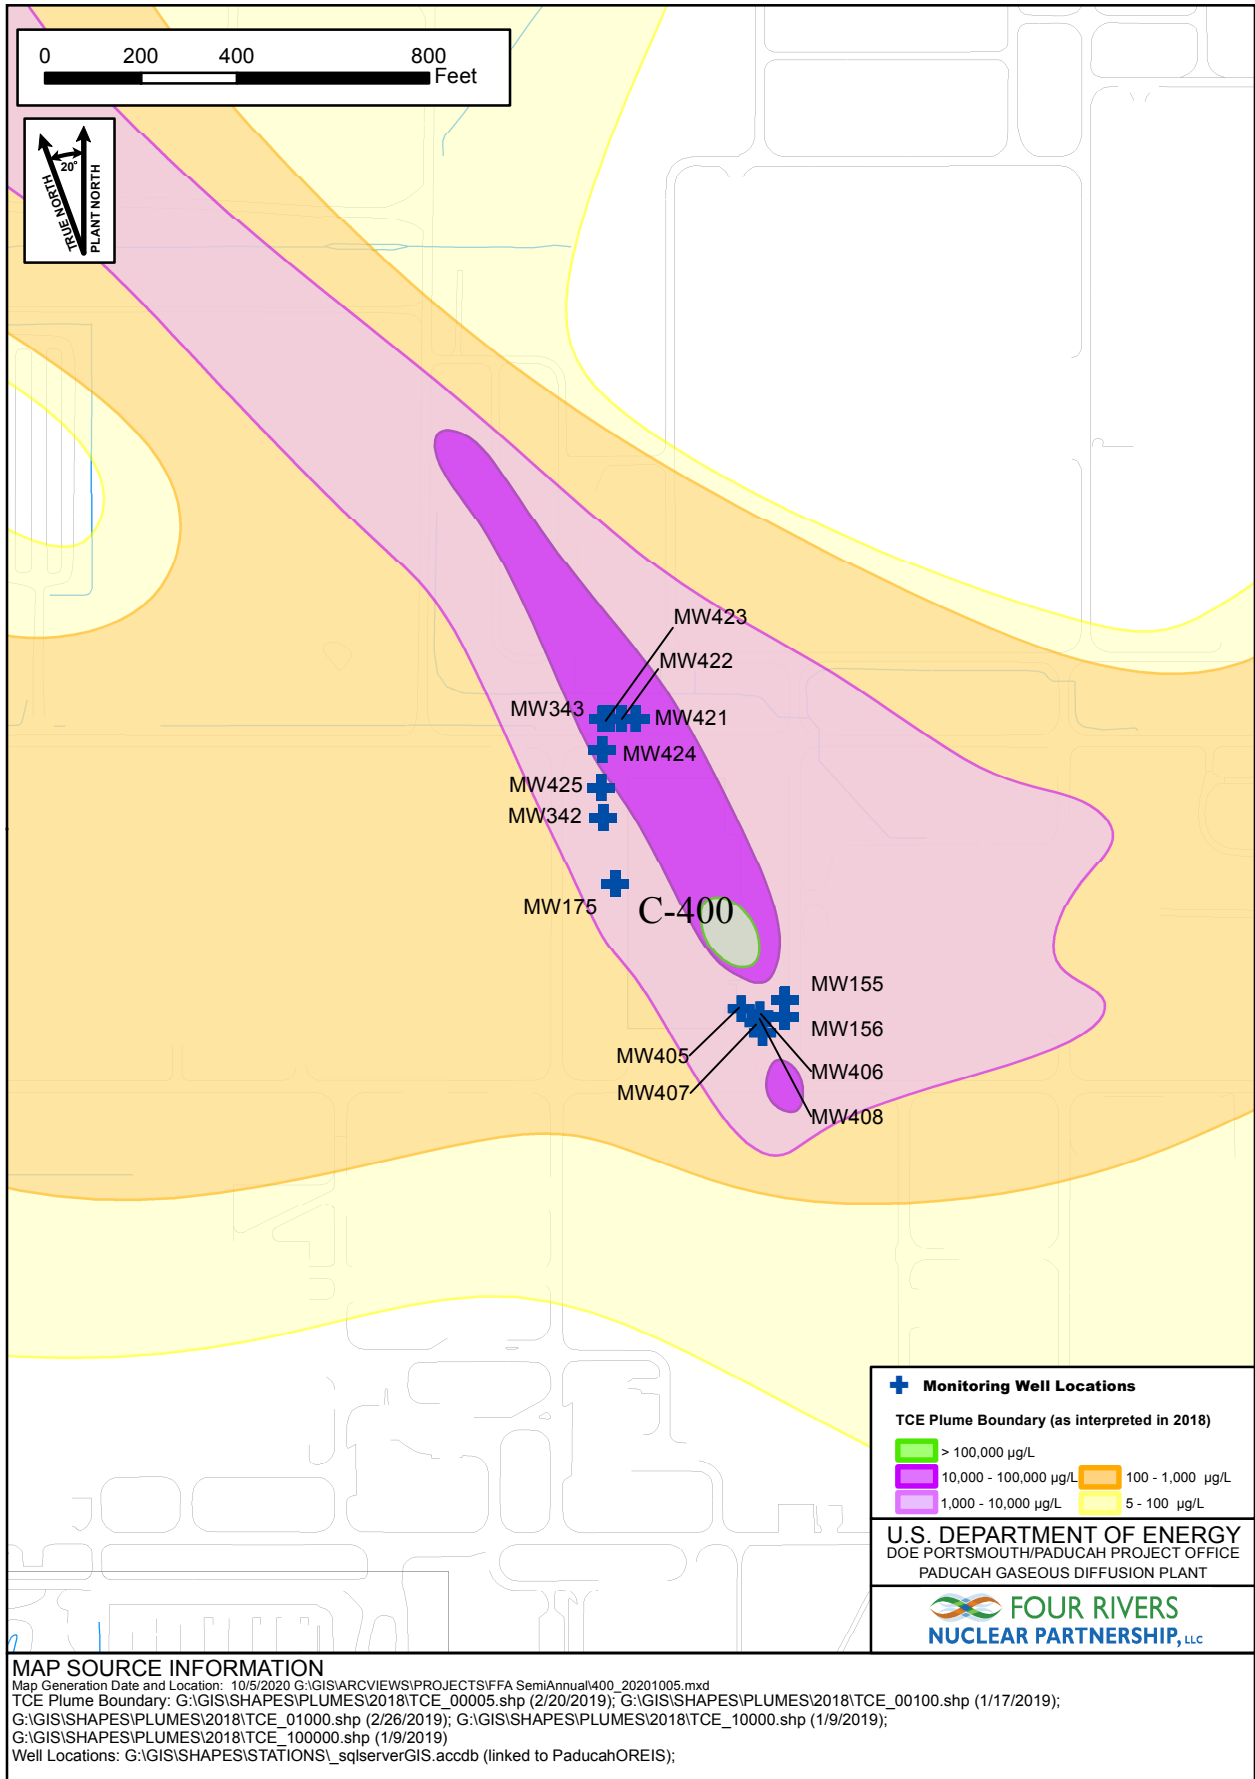 0 200 400 800
Feet
20°
TRUE NORTH
PLANT NORTH
MW423
MW422
MW343
MW421
MW424
MW425
MW342
MW175
C-400
MW155
MW156
MW405
MW406
MW407
MW408
Monitoring Well Locations
TCE Plume Boundary (as interpreted in 2018)
> 100,000 µg/L
10,000 - 100,000 µg/L 100 - 1,000 µg/L
1,000 - 10,000 µg/L 5 - 100 µg/L
U.S. DEPARTMENT OF ENERGY
DOE PORTSMOUTH/PADUCAH PROJECT OFFICE
PADUCAH GASEOUS DIFFUSION PLANT
FOUR RIVERS
NUCLEAR PARTNERSHIP, LLC
MAP SOURCE INFORMATION
Map Generation Date and Location: 10/5/2020 G:\GIS\ARCVIEWS\PROJECTS\FFA SemiAnnual\400_20201005.mxd
TCE Plume Boundary: G:\GIS\SHAPES\PLUMES\2018\TCE_00005.shp (2/20/2019); G:\GIS\SHAPES\PLUMES\2018\TCE_00100.shp (1/17/2019);
G:\GIS\SHAPES\PLUMES\2018\TCE_01000.shp (2/26/2019); G:\GIS\SHAPES\PLUMES\2018\TCE_10000.shp (1/9/2019);
G:\GIS\SHAPES\PLUMES\2018\TCE_100000.shp (1/9/2019)
Well Locations: G:\GIS\SHAPES\STATIONS\_sqlserverGIS.accdb (linked to PaducahOREIS);